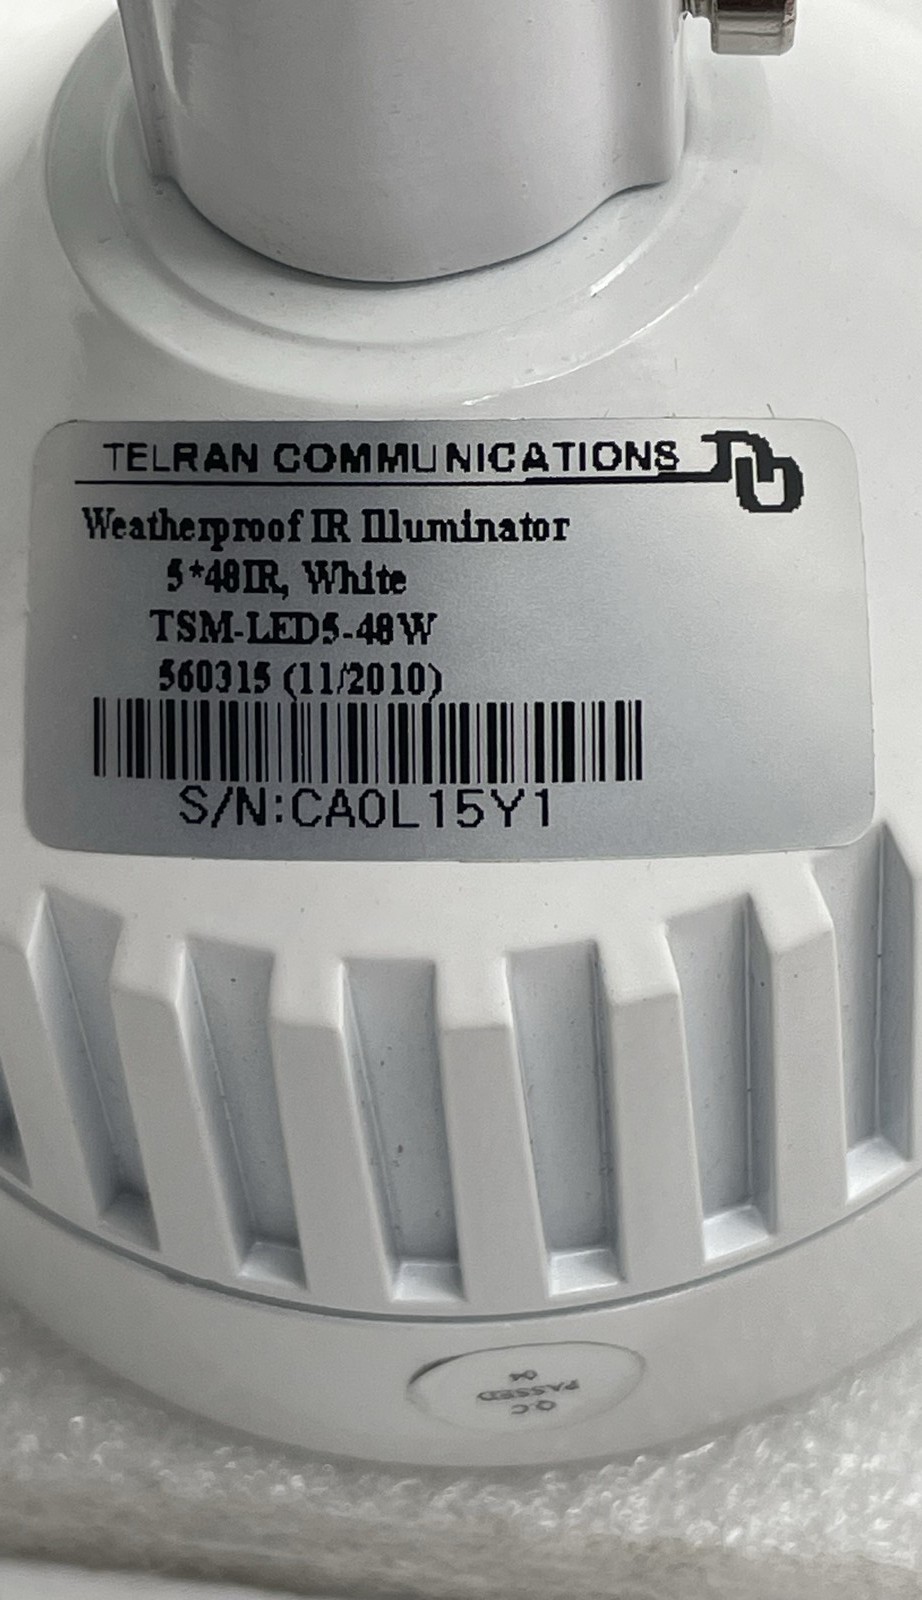 TELRAN COMMUNICATIONS
Weatherproof IR Illuminator
5*48IR, White
TSM-LED5-48W
560315 (11/2010)
S/N:CA0L15Y1
Q.C
PASSED
04